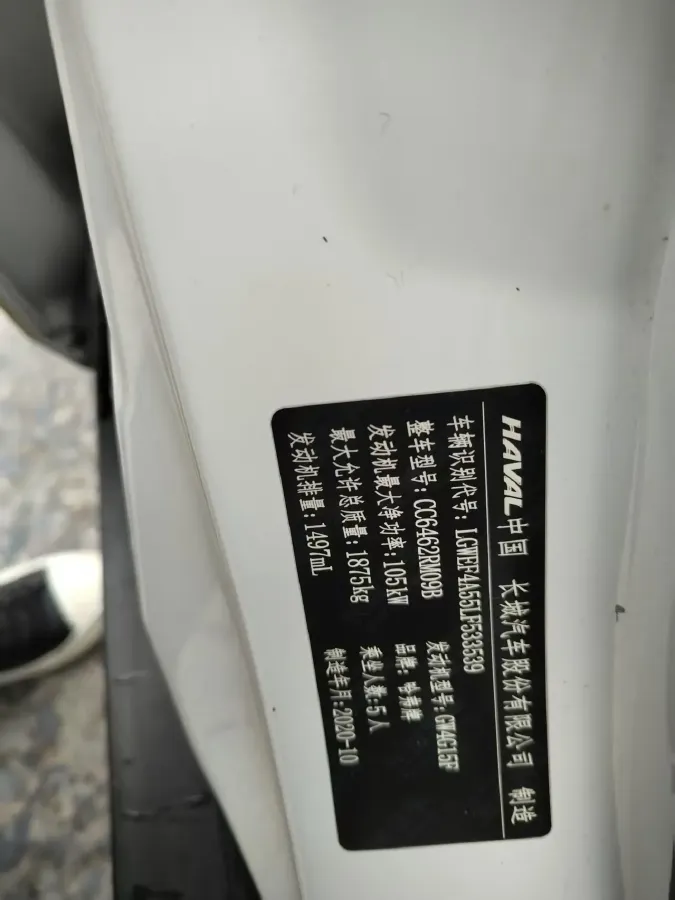 HAVAL 中国 长城汽车股份有限公司 制造
车辆识别代号: LGWEF4A55LF533539
整车型号: CC6462RM09B 发动机型号: GW4G15F
发动机最大净功率: 105kW 品牌: 哈弗牌
最大允许总质量: 1875kg 乘坐人数: 5人
发动机排量: 1497mL 制造年月: 2020-10